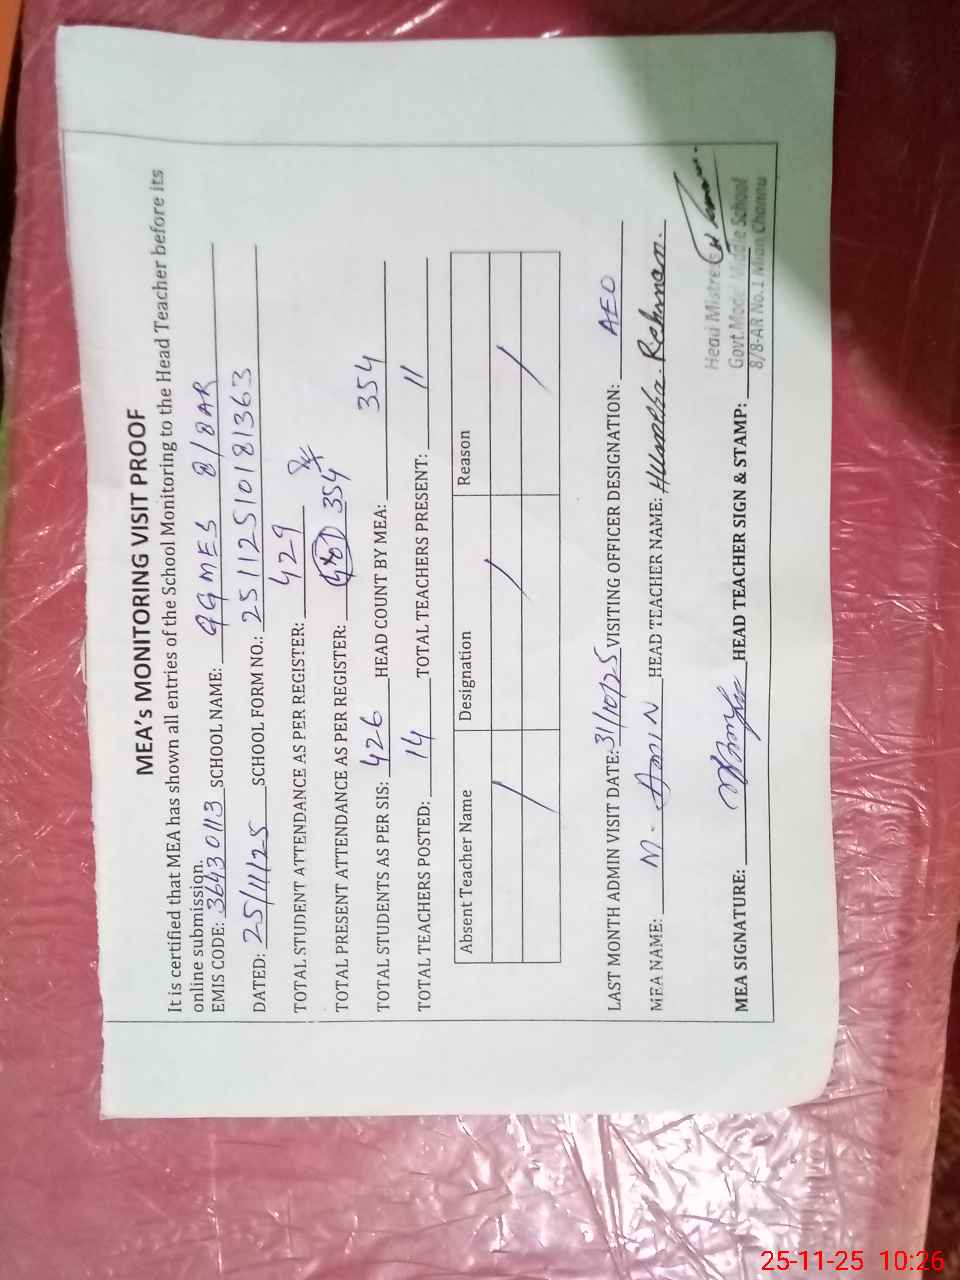 MEA's MONITORING VISIT PROOF
It is certified that MEA has shown all entries of the School Monitoring to the Head Teacher before its
online submission.
EMIS CODE: 36430113 SCHOOL NAME: GGMES 8/8AR
DATED: 25/11/25 SCHOOL FORM NO.: 25112510181363
TOTAL STUDENT ATTENDANCE AS PER REGISTER: 429
TOTAL PRESENT ATTENDANCE AS PER REGISTER: 354
TOTAL STUDENTS AS PER SIS: 426 HEAD COUNT BY MEA: 354
TOTAL TEACHERS POSTED: 14 TOTAL TEACHERS PRESENT: 11
Absent Teacher Name Designation Reason
/ / /
LAST MONTH ADMIN VISIT DATE: 31/10/25 VISITING OFFICER DESIGNATION: AEO
MEA NAME: M. Amin HEAD TEACHER NAME: Humera Rehman.
MEA SIGNATURE: HEAD TEACHER SIGN & STAMP:
Head Mistress
Govt. Model Middle School
8/8-AR No.1 Mian Channu
25-11-25 10:26